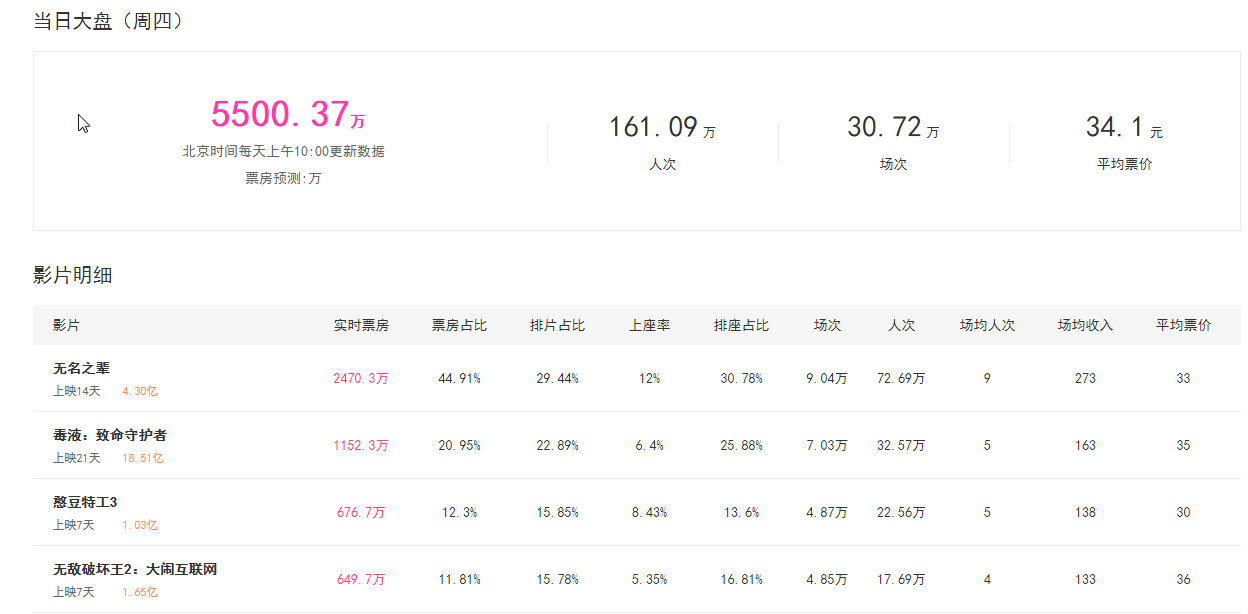 当日大盘（周四）
5500.37万
北京时间每天上午10:00更新数据
票房预测:万
161.09万
人次
30.72万
场次
34.1元
平均票价
影片明细
影片 实时票房 票房占比 排片占比 上座率 排座占比 场次 人次 场均人次 场均收入 平均票价
无名之辈
上映14天 4.30亿
2470.3万 44.91% 29.44% 12% 30.78% 9.04万 72.69万 9 273 33
毒液：致命守护者
上映21天 18.51亿
1152.3万 20.95% 22.89% 6.4% 25.88% 7.03万 32.57万 5 163 35
憨豆特工3
上映7天 1.03亿
676.7万 12.3% 15.85% 8.43% 13.6% 4.87万 22.56万 5 138 30
无敌破坏王2：大闹互联网
上映7天 1.65亿
649.7万 11.81% 15.78% 5.35% 16.81% 4.85万 17.69万 4 133 36